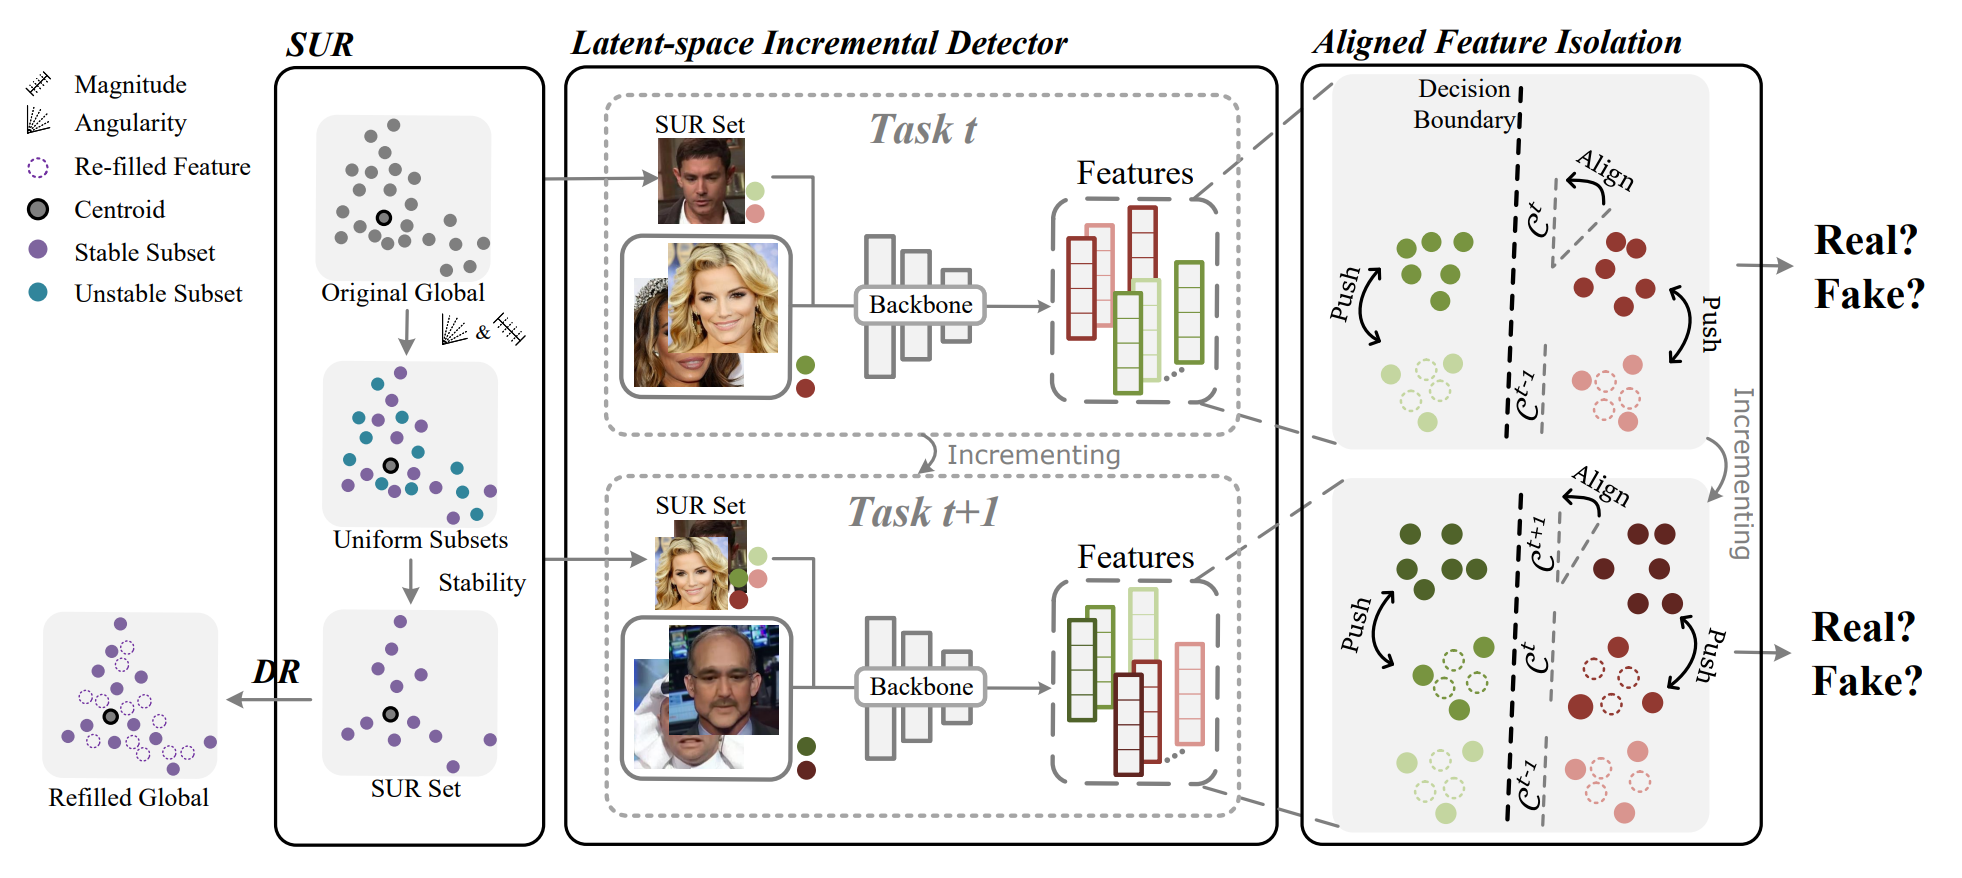 SUR
Latent-space Incremental Detector
Aligned Feature Isolation
Magnitude
Angularity
Re-filled Feature
Centroid
Stable Subset
Unstable Subset
Original Global
&
Uniform Subsets
Stability
SUR Set
DR
Refilled Global
SUR Set
Task t
Features
Backbone
Incrementing
SUR Set
Task t+1
Features
Backbone
Decision
Boundary
Align
C^t
Push
Push
C^{t-1}
Incrementing
Align
C^{t+1}
Push
C^t
Push
C^{t-1}
Real?
Fake?
Real?
Fake?